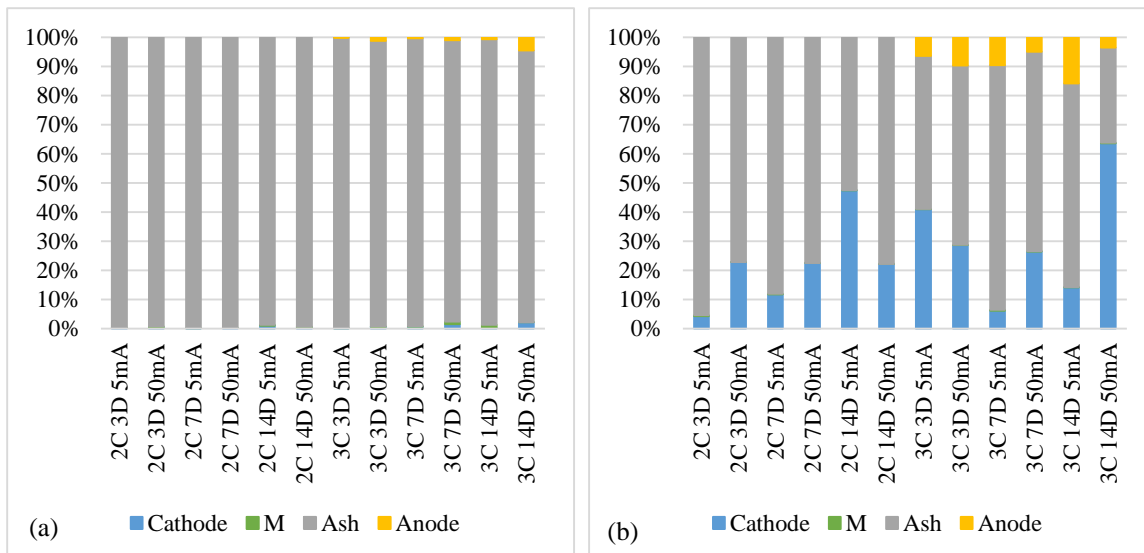 100%
90%
80%
70%
60%
50%
40%
30%
20%
10%
0%
2C 3D 5mA
2C 3D 50mA
2C 7D 5mA
2C 7D 50mA
2C 14D 5mA
2C 14D 50mA
3C 3D 5mA
3C 3D 50mA
3C 7D 5mA
3C 7D 50mA
3C 14D 5mA
3C 14D 50mA
(a)
Cathode M Ash Anode
100%
90%
80%
70%
60%
50%
40%
30%
20%
10%
0%
2C 3D 5mA
2C 3D 50mA
2C 7D 5mA
2C 7D 50mA
2C 14D 5mA
2C 14D 50mA
3C 3D 5mA
3C 3D 50mA
3C 7D 5mA
3C 7D 50mA
3C 14D 5mA
3C 14D 50mA
(b)
Cathode M Ash Anode